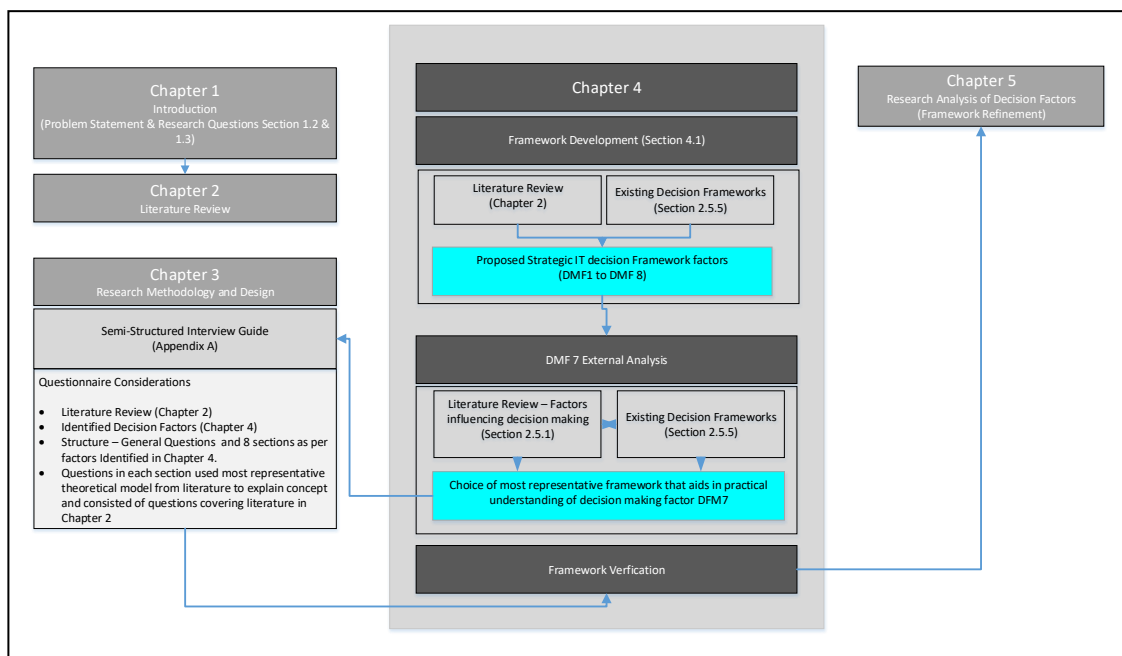 Chapter 1
Introduction
(Problem Statement & Research Questions Section 1.2 &
1.3)
Chapter 2
Literature Review
Chapter 3
Research Methodology and Design
Semi-Structured Interview Guide
(Appendix A)
Questionnaire Considerations
• Literature Review (Chapter 2)
• Identified Decision Factors (Chapter 4)
• Structure – General Questions and 8 sections as per
factors Identified in Chapter 4.
• Questions in each section used most representative
theoretical model from literature to explain concept
and consisted of questions covering literature in
Chapter 2
Chapter 4
Framework Development (Section 4.1)
Literature Review
(Chapter 2)
Existing Decision Frameworks
(Section 2.5.5)
Proposed Strategic IT decision Framework factors
(DMF1 to DMF 8)
DMF 7 External Analysis
Literature Review – Factors
influencing decision making
(Section 2.5.1)
Existing Decision Frameworks
(Section 2.5.5)
Choice of most representative framework that aids in practical
understanding of decision making factor DFM7
Framework Verfication
Chapter 5
Research Analysis of Decision Factors
(Framework Refinement)